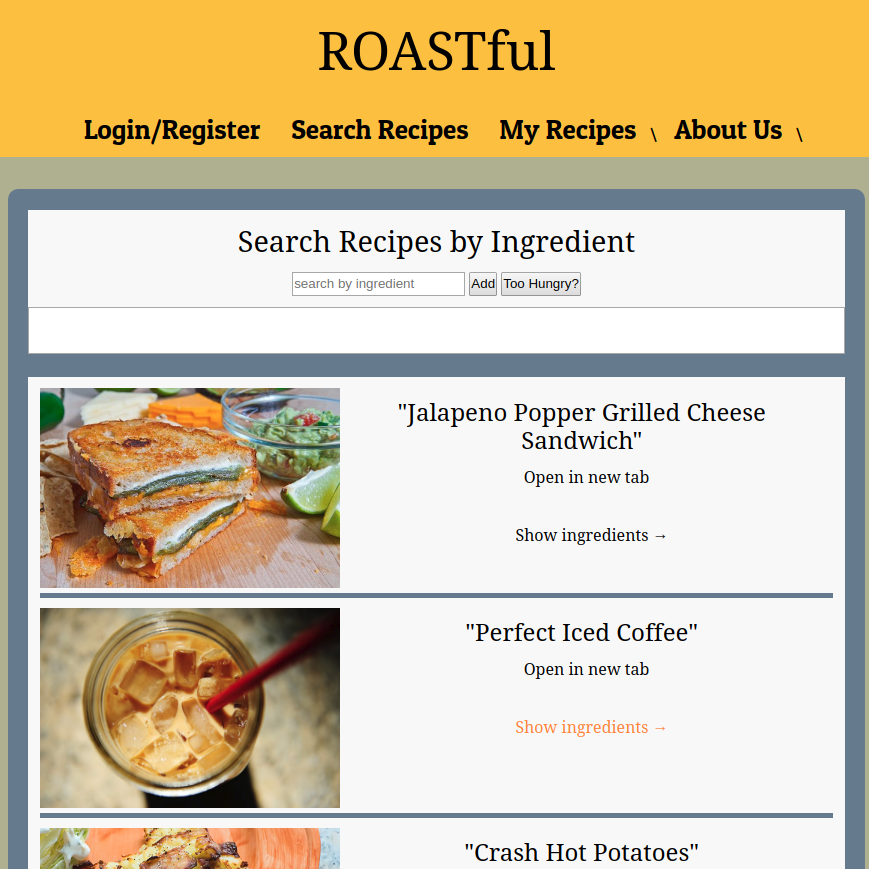 ROASTful
Login/Register Search Recipes My Recipes \ About Us \
Search Recipes by Ingredient
search by ingredient Add Too Hungry?
"Jalapeno Popper Grilled Cheese
Sandwich"
Open in new tab
Show ingredients →
"Perfect Iced Coffee"
Open in new tab
Show ingredients →
"Crash Hot Potatoes"